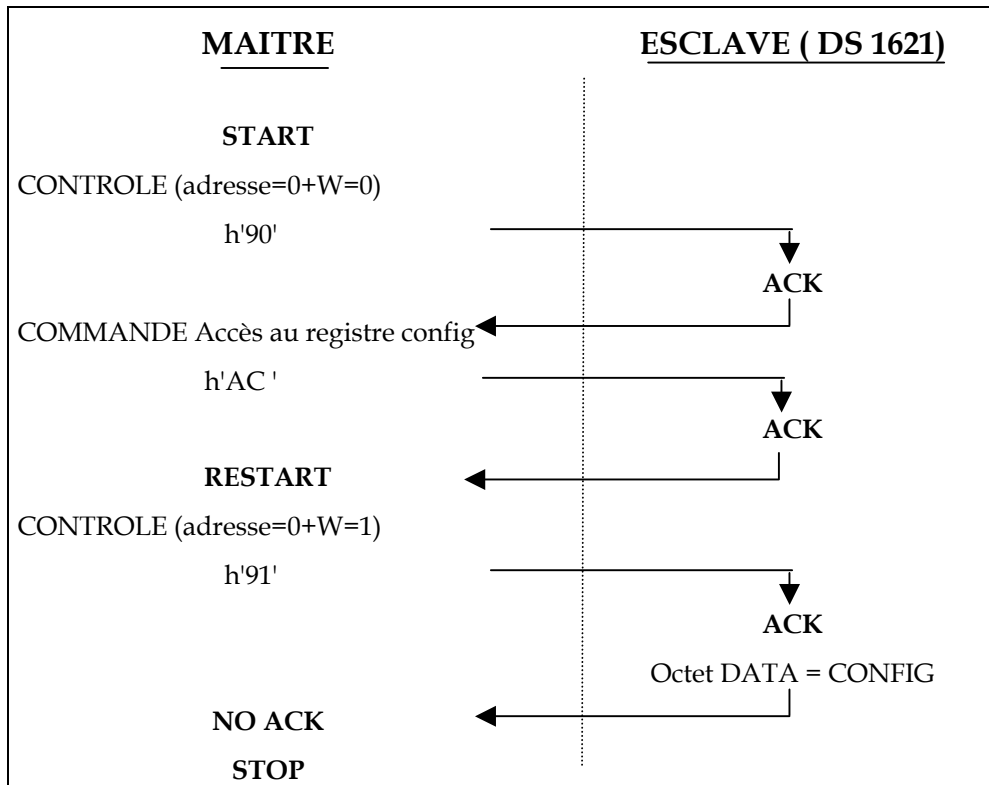 MAITRE
ESCLAVE ( DS 1621)
START
CONTROLE (adresse=0+W=0)
h'90'
ACK
COMMANDE Accès au registre config
h'AC '
ACK
RESTART
CONTROLE (adresse=0+W=1)
h'91'
ACK
Octet DATA = CONFIG
NO ACK
STOP